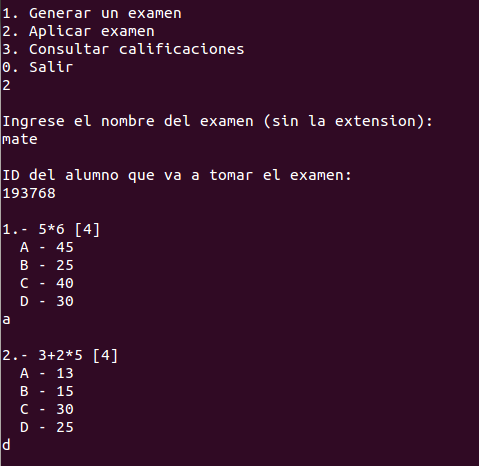 1. Generar un examen
2. Aplicar examen
3. Consultar calificaciones
0. Salir
2
Ingrese el nombre del examen (sin la extension):
mate
ID del alumno que va a tomar el examen:
193768
1.- 5*6 [4]
A - 45
B - 25
C - 40
D - 30
a
2.- 3+2*5 [4]
A - 13
B - 15
C - 30
D - 25
d